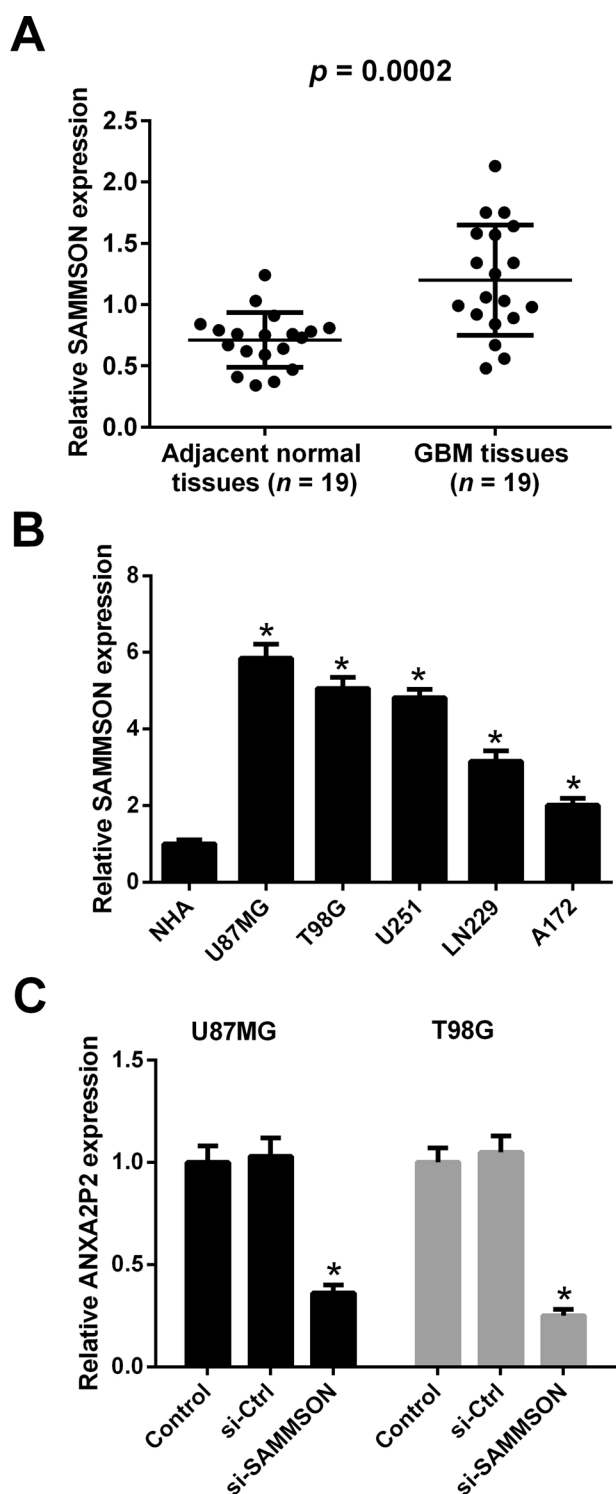 A
p = 0.0002
Relative SAMMSON expression
2.5
2.0
1.5
1.0
0.5
0.0
Adjacent normal
tissues (n = 19)
GBM tissues
(n = 19)
B
Relative SAMMSON expression
8
6
4
2
0
*
*
*
*
*
NHA
U87MG
T98G
U251
LN229
A172
C
U87MG
T98G
Relative ANXA2P2 expression
1.5
1.0
0.5
0.0
*
*
Control
si-Ctrl
si-SAMMSON
Control
si-Ctrl
si-SAMMSON